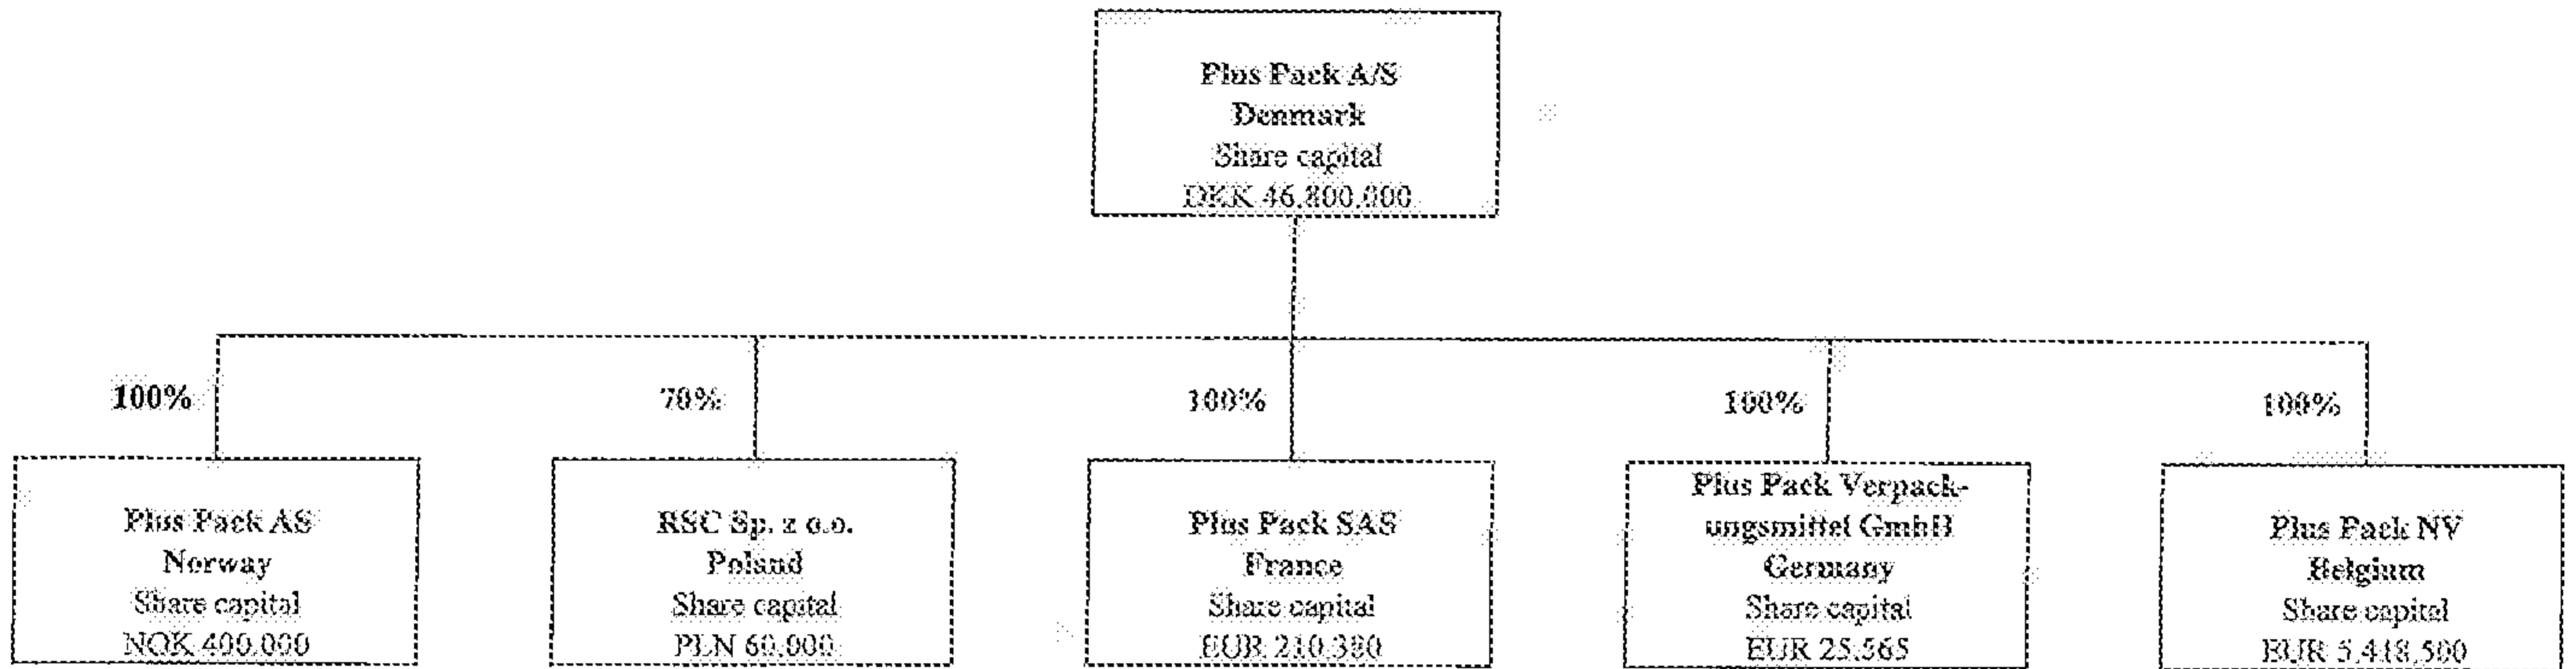 Plus Pack A/S
Denmark
Share capital
DKK 46.800.000
100%
70%
100%
100%
100%
Plus Pack AS
Norway
Share capital
NOK 400.000
RSC Sp. z o.o.
Poland
Share capital
PLN 60.000
Plus Pack SAS
France
Share capital
EUR 210.380
Plus Pack Verpack-
ungsmittel GmbH
Germany
Share capital
EUR 25.565
Plus Pack NV
Belgium
Share capital
EUR